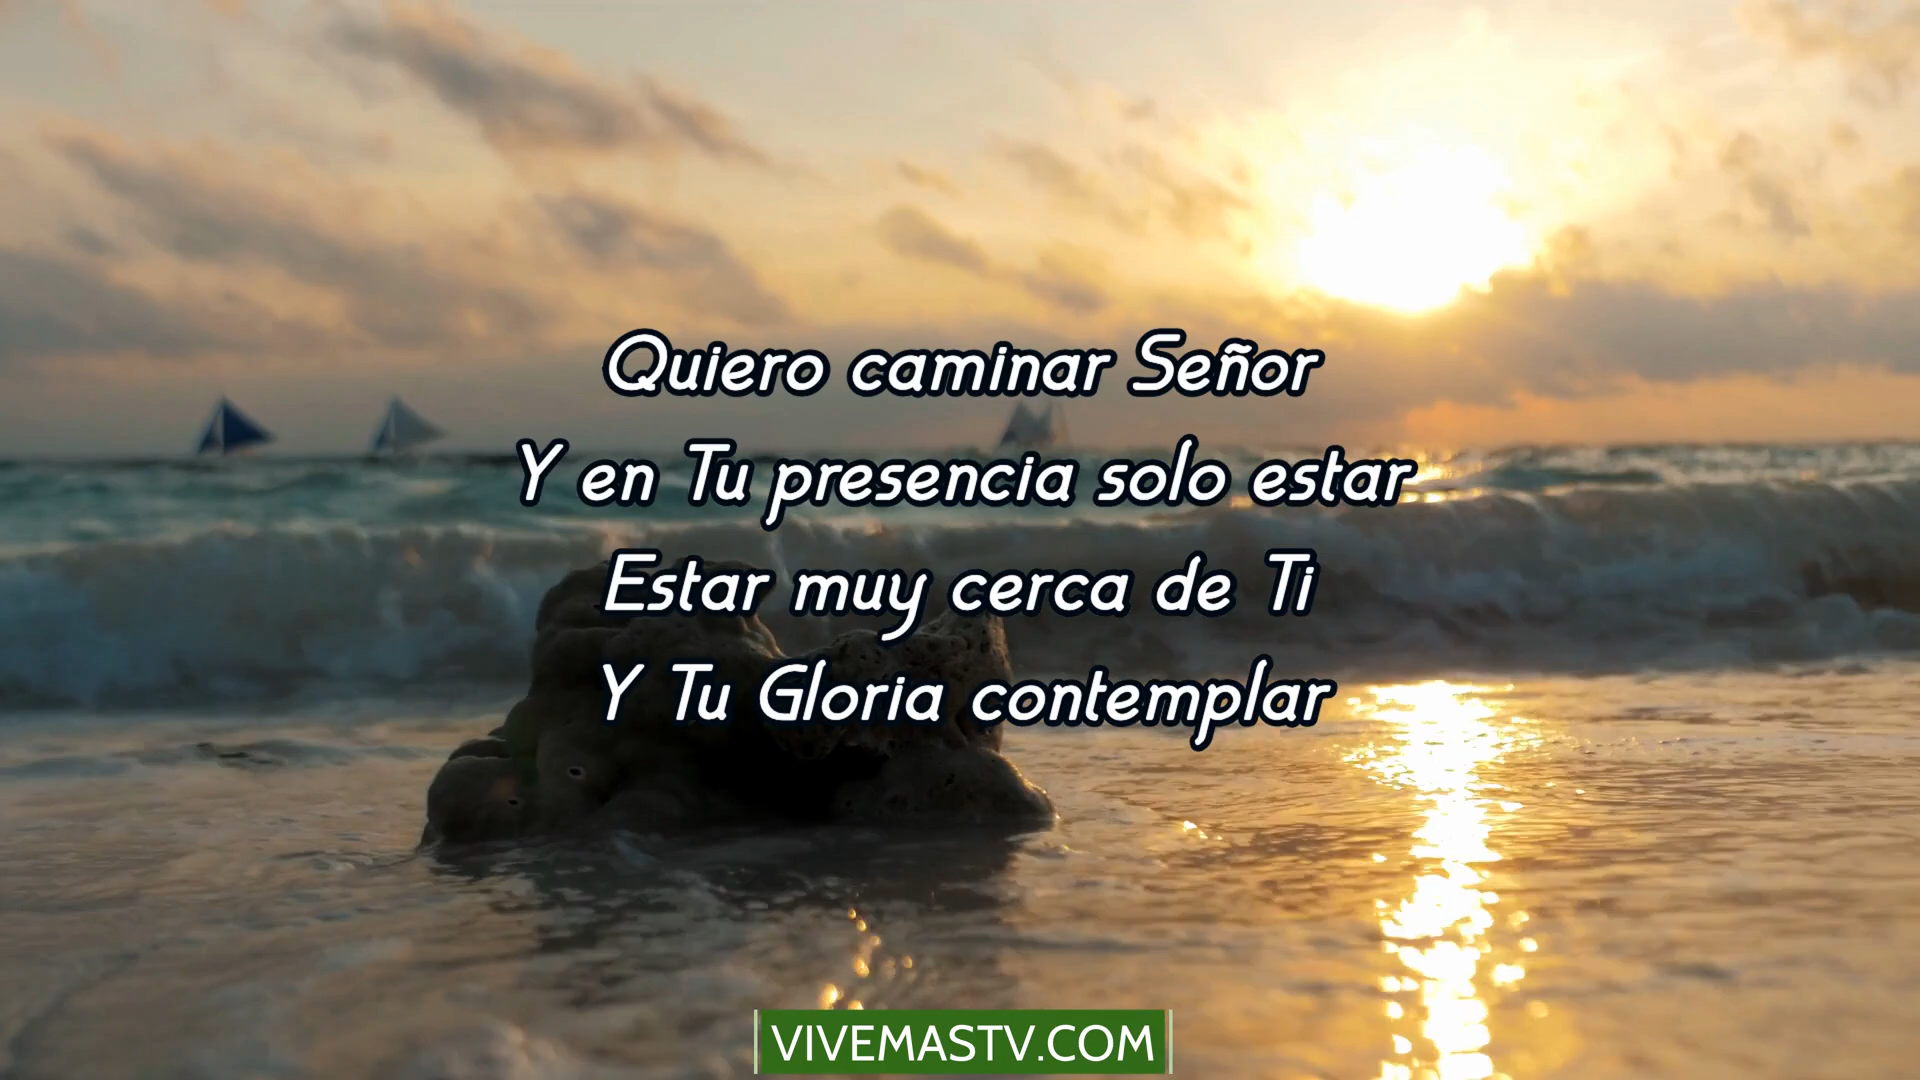 Quiero caminar Señor
Y en Tu presencia solo estar
Estar muy cerca de Ti
Y Tu Gloria contemplar
VIVEMASTV.COM